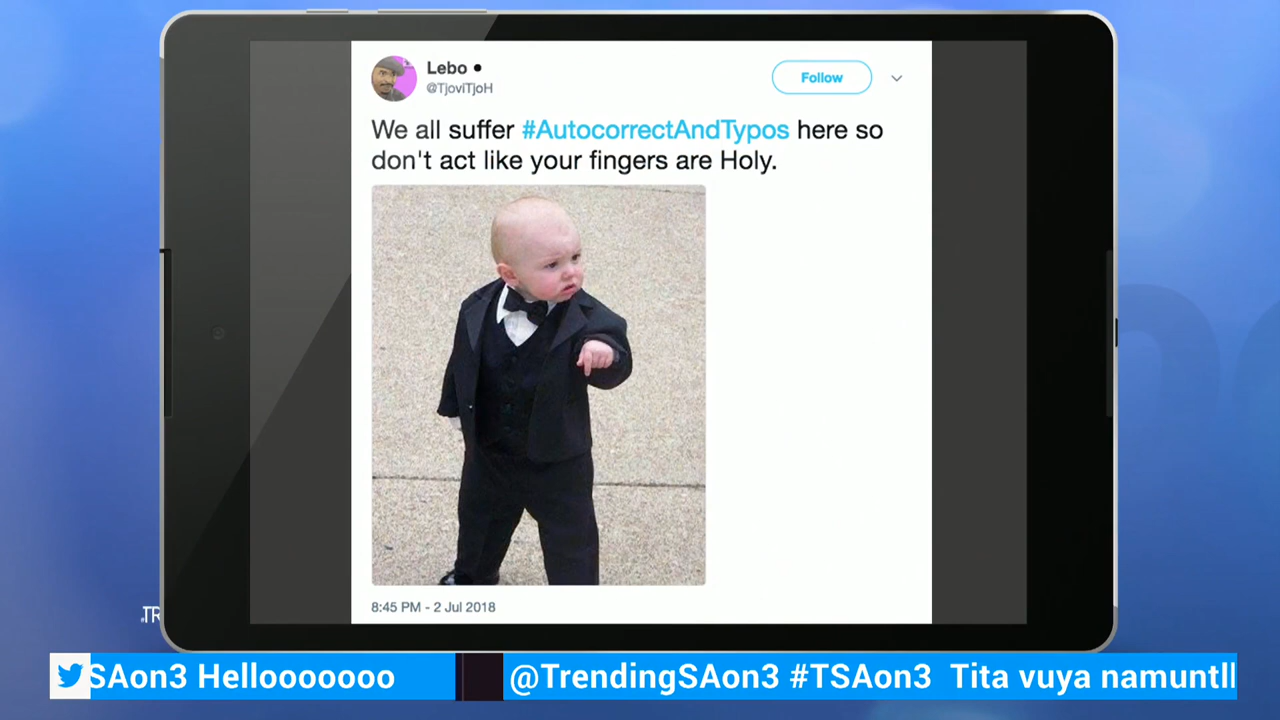 Lebo
@TjoviTjoH
Follow
We all suffer #AutocorrectAndTypos here so
don't act like your fingers are Holy.
8:45 PM - 2 Jul 2018
SAon3 Hellooooooo
@TrendingSAon3 #TSAon3 Tita vuya namuntll